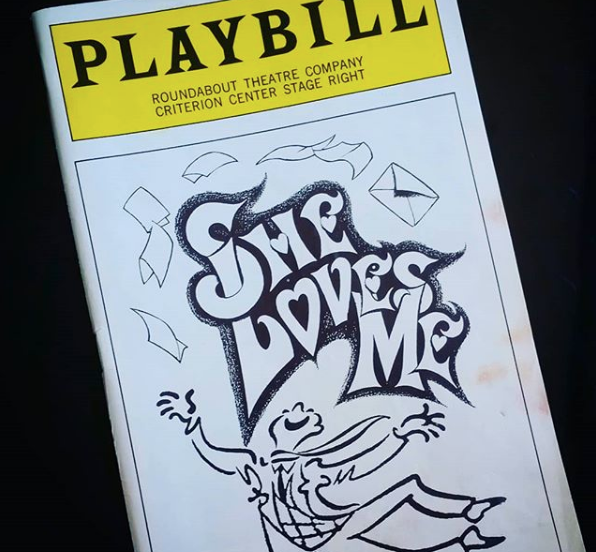 PLAYBILL
ROUNDABOUT THEATRE COMPANY
CRITERION CENTER STAGE RIGHT
SHE
LOVES
ME